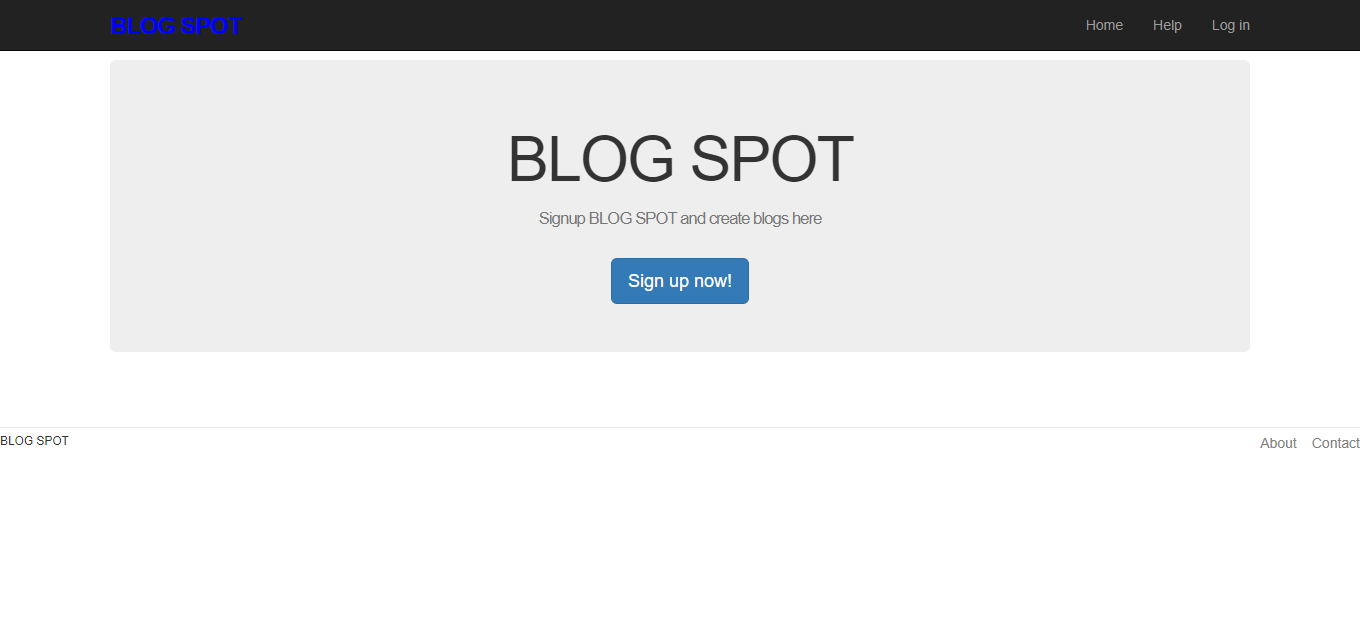 BLOG SPOT Home Help Log in
BLOG SPOT
Signup BLOG SPOT and create blogs here
Sign up now!
BLOG SPOT About Contact